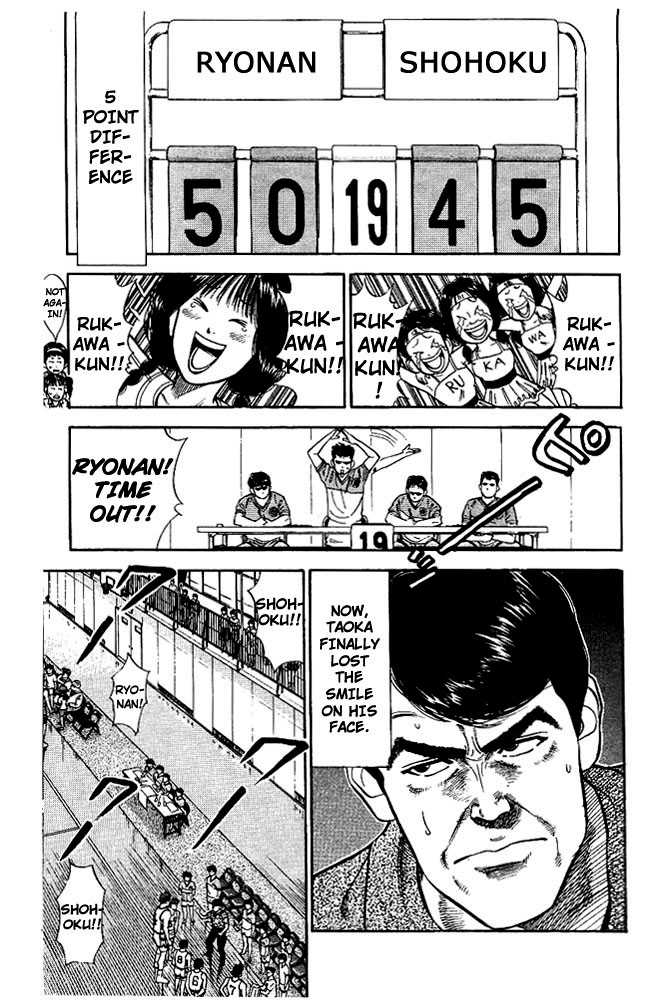 RYONAN
SHOHOKU
5
POINT
DIF-
FER-
ENCE
5 0 19 4 5
RUK-
AWA
KUN!
!
RU
KA
WA
RUK-
AWA -
KUN!!
NOT
AGA-
IN!
RUK-
AWA -
KUN!!
RUK-
AWA -
KUN!!
RYONAN!
TIME
OUT!!
19
NOW,
TAOKA
FINALLY
LOST
THE
SMILE
ON HIS
FACE.
SHOH-
OKU!!
RYO-
NAN!
SHOH-
OKU!!